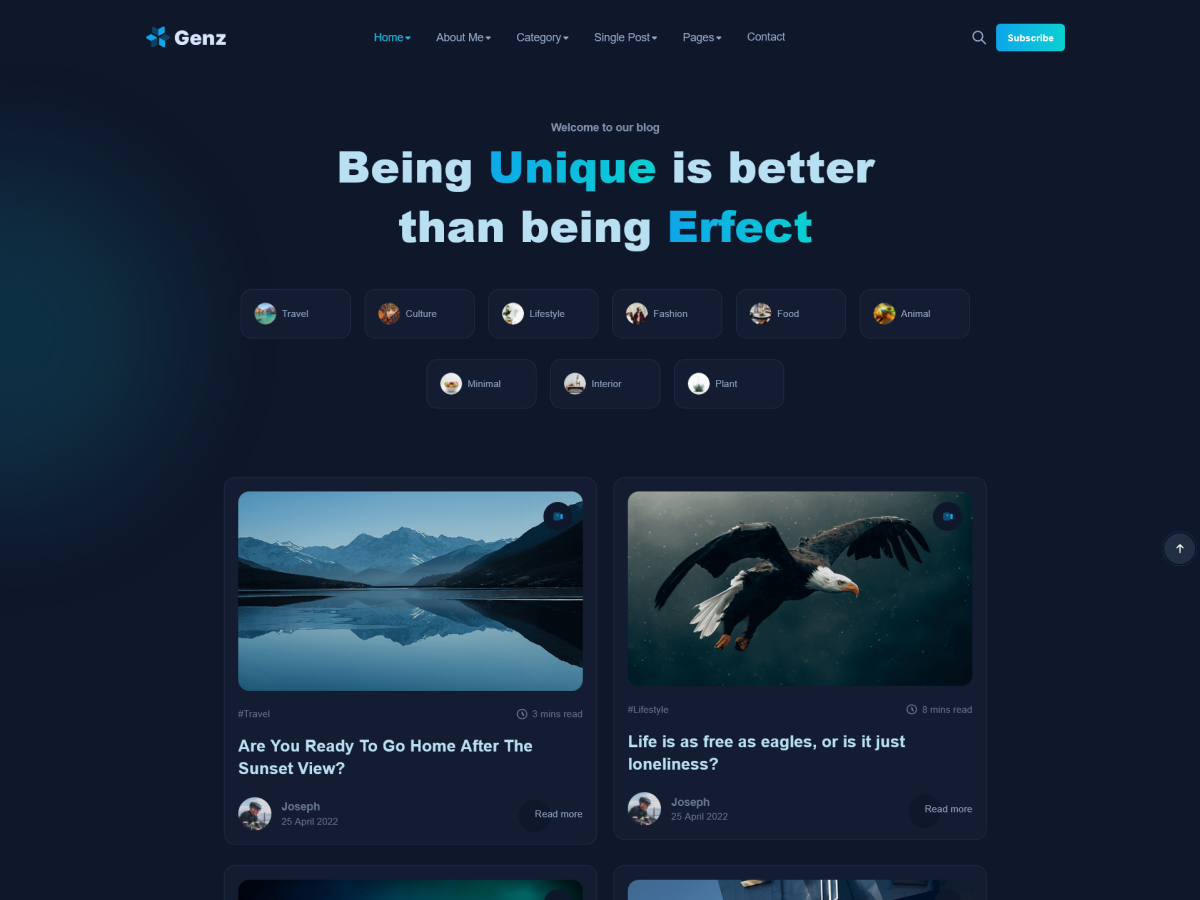 Genz
Home
About Me
Category
Single Post
Pages
Contact
Subscribe
Welcome to our blog
Being Unique is better
than being Erfect
Travel
Culture
Lifestyle
Fashion
Food
Animal
Minimal
Interior
Plant
#Travel
3 mins read
Are You Ready To Go Home After The
Sunset View?
Joseph
25 April 2022
Read more
#Lifestyle
8 mins read
Life is as free as eagles, or is it just
loneliness?
Joseph
25 April 2022
Read more